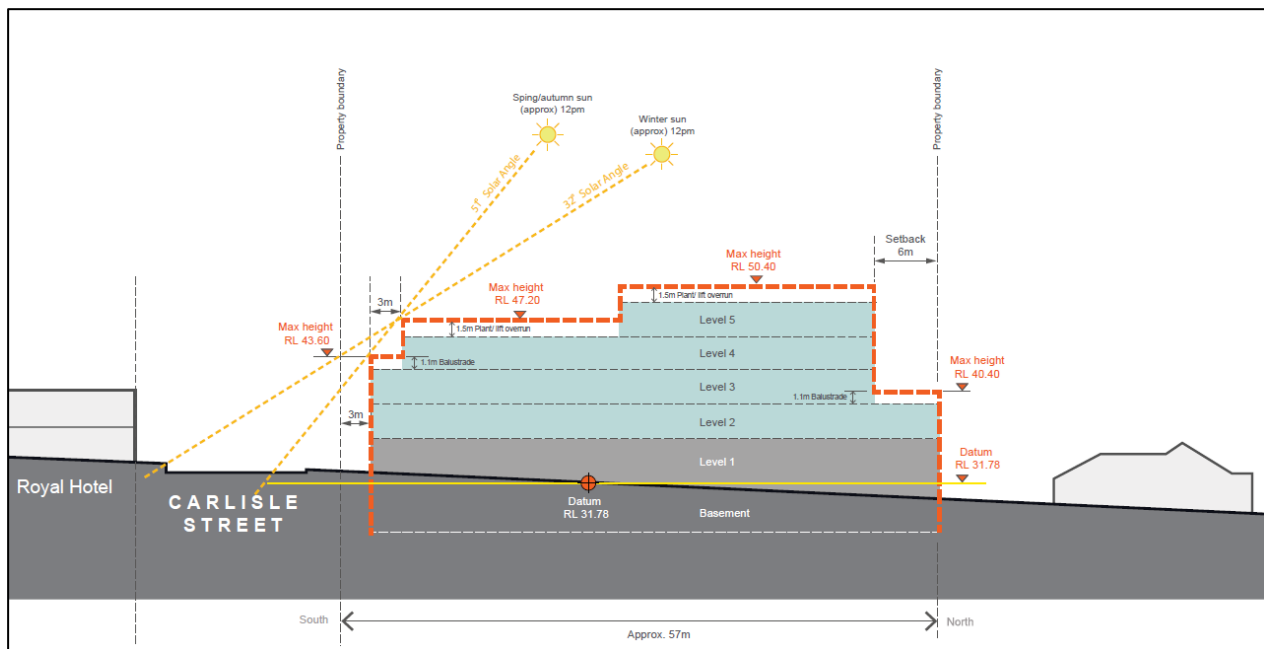 Property boundary
Sping/autumn sun
(approx) 12pm
Winter sun
(approx) 12pm
Property boundary
51° Solar Angle
32° Solar Angle
Setback
6m
Max height
RL 50.40
3m
Max height
RL 47.20
1.5m Plant/ lift overrun
Max height
RL 43.60
1.5m Plant/ lift overrun
Level 5
1.1m Balustrade
Level 4
Max height
RL 40.40
Level 3
1.1m Balustrade
3m
Level 2
Level 1
Datum
RL 31.78
Royal Hotel
CARLISLE
STREET
Datum
RL 31.78
Basement
South
North
Approx. 57m